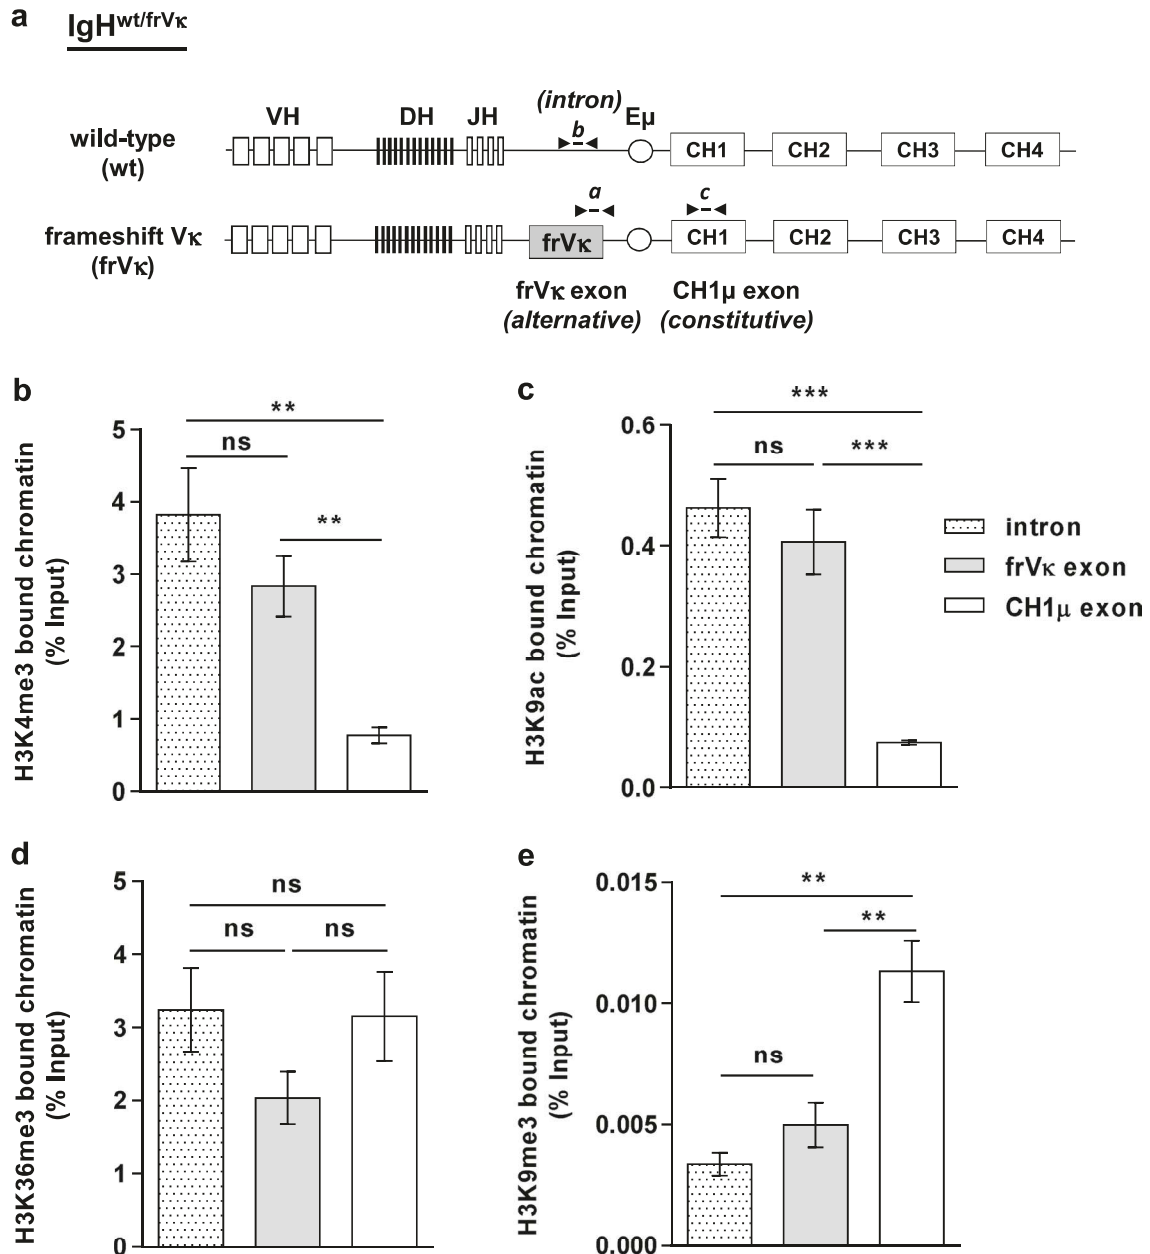 a
IgH^wt/frVκ
(intron)
VH DH JH b Eμ
wild-type
(wt)
CH1 CH2 CH3 CH4
a c
frameshift Vκ
(frVκ)
frVκ CH1 CH2 CH3 CH4
frVκ exon CH1μ exon
(alternative) (constitutive)
b
H3K4me3 bound chromatin
(% Input)
5
4
3
2
1
0
**
ns
**
c
H3K9ac bound chromatin
(% Input)
0.6
0.4
0.2
0.0
***
ns ***
intron
frVκ exon
CH1μ exon
d
H3K36me3 bound chromatin
(% Input)
5
4
3
2
1
0
ns
ns ns
e
H3K9me3 bound chromatin
(% Input)
0.015
0.010
0.005
0.000
**
**
ns